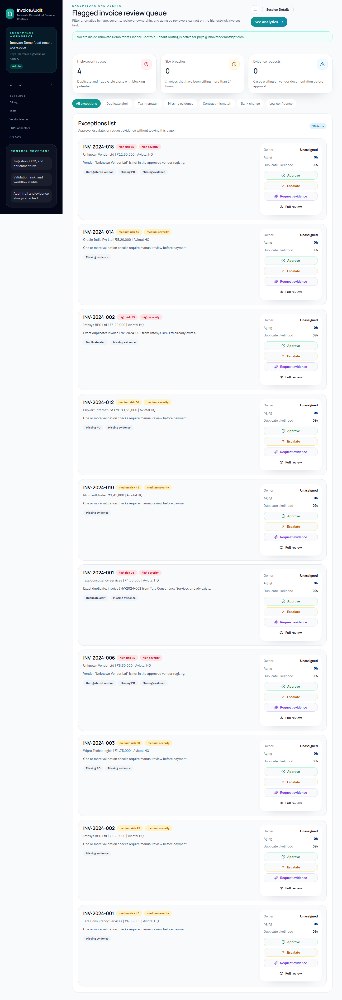 Invoice.Audit
Innovate Demo fdqaf Finance
Controls
ENTERPRISE
WORKSPACE
Innovate Demo fdqaf tenant
workspace
Priya Sharma is signed in as
Admin.
Admin
SETTINGS
Billing
Team
Vendor Master
ERP Connectors
API Keys
CONTROL COVERAGE
Ingestion, OCR, and
enrichment live
Validation, risk, and
workflow visible
Audit trail and evidence
always attached
EXCEPTIONS AND ALERTS
Flagged invoice review queue
Filter anomalies by type, severity, reviewer ownership, and aging so reviewers can act on the highest-risk invoices
first.
Session Details
See analytics
You are inside Innovate Demo fdqaf Finance Controls. Tenant routing is active for priya@innovatedemofdqaf.com.
High-severity cases
4
Duplicate and fraud-style alerts with blocking
potential.
SLA breaches
0
Invoices that have been sitting more than 24
hours.
Evidence requests
0
Cases waiting on vendor documentation before
approval.
All exceptions
Duplicate alert
Tax mismatch
Missing evidence
Contract mismatch
Bank change
Low confidence
Exceptions list
Approve, escalate, or request evidence without leaving this page.
10 items
INV-2024-018 high risk 85 high severity
Unknown Vendor Ltd | ₹12,50,000 | Aviotal HQ
Vendor "Unknown Vendor Ltd" is not in the approved vendor registry.
Unregistered vendor Missing PO Missing evidence
Owner Unassigned
Aging 0h
Duplicate likelihood 0%
Approve
Escalate
Request evidence
Full review
INV-2024-014 medium risk 45 medium severity
Oracle India Pvt Ltd | ₹5,20,000 | Aviotal HQ
One or more validation checks require manual review before payment.
Missing evidence
Owner Unassigned
Aging 0h
Duplicate likelihood 0%
Approve
Escalate
Request evidence
Full review
INV-2024-002 high risk 95 high severity
Infosys BPO Ltd | ₹3,20,000 | Aviotal HQ
Exact duplicate: invoice INV-2024-002 from Infosys BPO Ltd already exists.
Duplicate alert Missing evidence
Owner Unassigned
Aging 0h
Duplicate likelihood 0%
Approve
Escalate
Request evidence
Full review
INV-2024-012 medium risk 50 medium severity
Flipkart Internet Pvt Ltd | ₹1,95,000 | Aviotal HQ
One or more validation checks require manual review before payment.
Missing PO Missing evidence
Owner Unassigned
Aging 0h
Duplicate likelihood 0%
Approve
Escalate
Request evidence
Full review
INV-2024-010 medium risk 45 medium severity
Microsoft India | ₹1,45,000 | Aviotal HQ
One or more validation checks require manual review before payment.
Missing evidence
Owner Unassigned
Aging 0h
Duplicate likelihood 0%
Approve
Escalate
Request evidence
Full review
INV-2024-001 high risk 95 high severity
Tata Consultancy Services | ₹4,85,000 | Aviotal HQ
Exact duplicate: invoice INV-2024-001 from Tata Consultancy Services already exists.
Duplicate alert Missing evidence
Owner Unassigned
Aging 0h
Duplicate likelihood 0%
Approve
Escalate
Request evidence
Full review
INV-2024-006 high risk 85 high severity
Unknown Vendor Ltd | ₹8,50,000 | Aviotal HQ
Vendor "Unknown Vendor Ltd" is not in the approved vendor registry.
Unregistered vendor Missing PO Missing evidence
Owner Unassigned
Aging 0h
Duplicate likelihood 0%
Approve
Escalate
Request evidence
Full review
INV-2024-003 medium risk 50 medium severity
Wipro Technologies | ₹1,75,000 | Aviotal HQ
One or more validation checks require manual review before payment.
Missing PO Missing evidence
Owner Unassigned
Aging 0h
Duplicate likelihood 0%
Approve
Escalate
Request evidence
Full review
INV-2024-002 medium risk 45 medium severity
Infosys BPO Ltd | ₹3,20,000 | Aviotal HQ
One or more validation checks require manual review before payment.
Missing evidence
Owner Unassigned
Aging 0h
Duplicate likelihood 0%
Approve
Escalate
Request evidence
Full review
INV-2024-001 medium risk 45 medium severity
Tata Consultancy Services | ₹4,85,000 | Aviotal HQ
One or more validation checks require manual review before payment.
Missing evidence
Owner Unassigned
Aging 0h
Duplicate likelihood 0%
Approve
Escalate
Request evidence
Full review